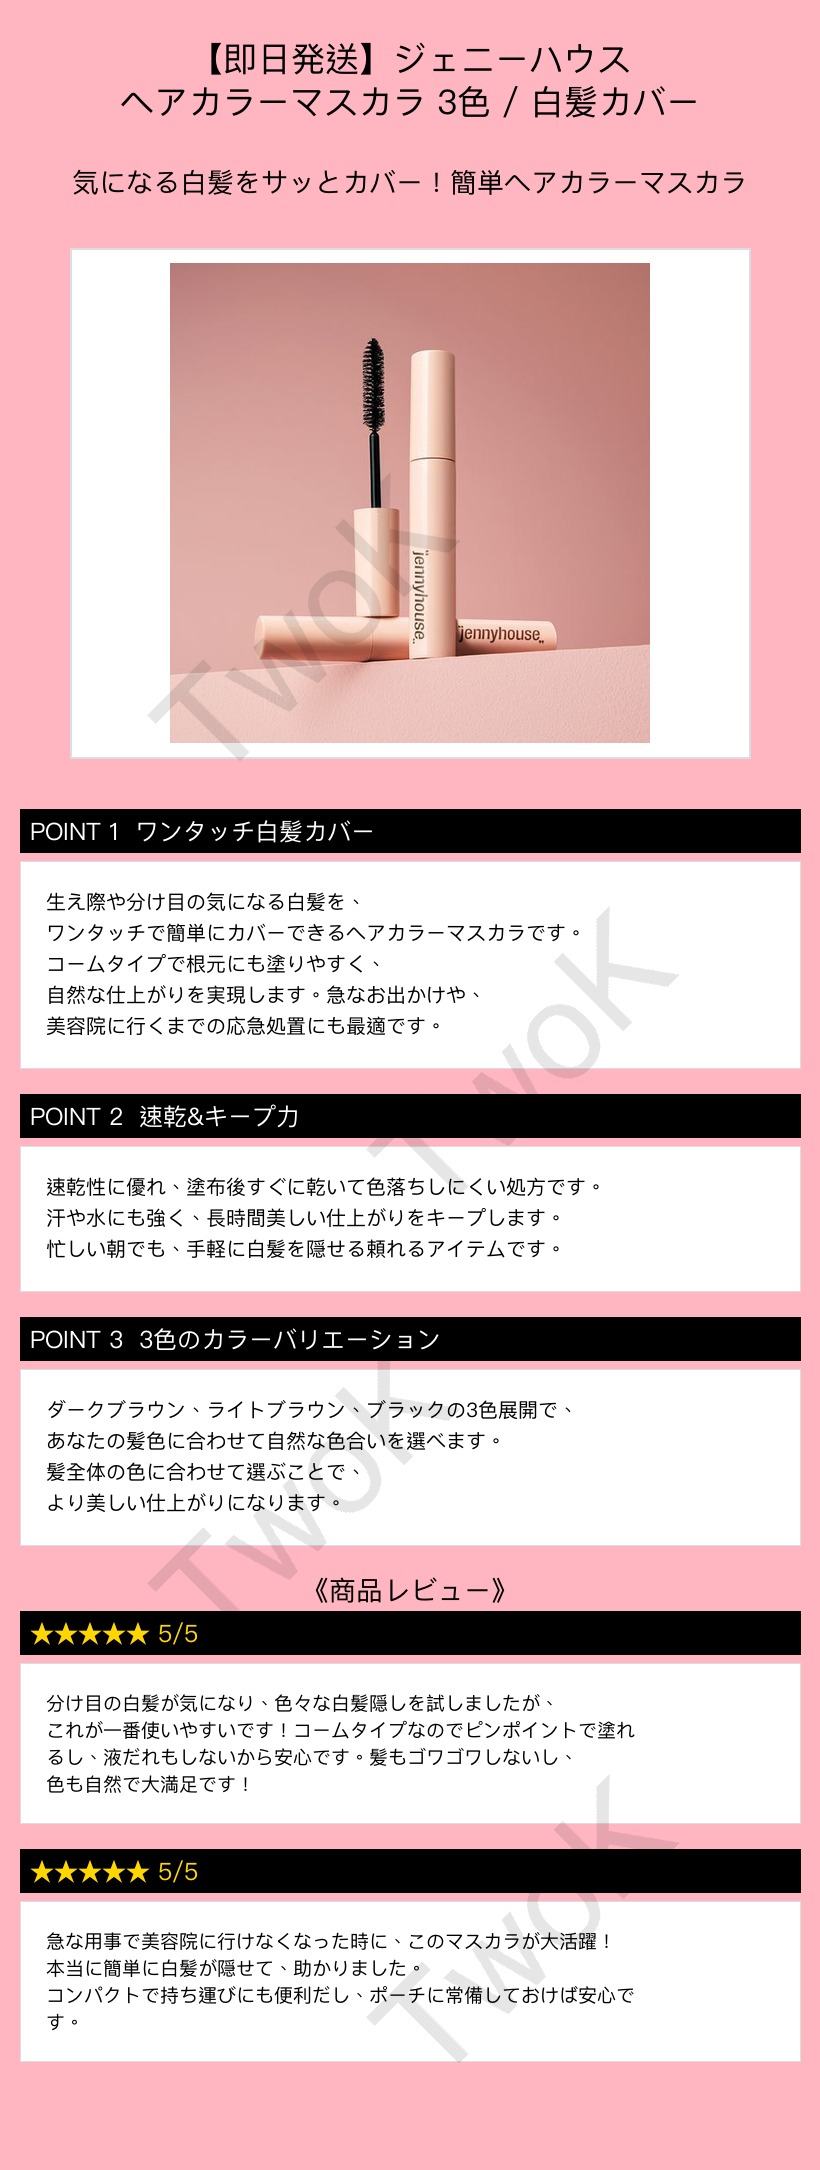 【即日発送】ジェニーハウス
ヘアカラーマスカラ 3色 / 白髪カバー
気になる白髪をサッとカバー！簡単ヘアカラーマスカラ
jennyhouse
jennyhouse
TwoK
POINT 1 ワンタッチ白髪カバー
生え際や分け目の気になる白髪を、
ワンタッチで簡単にカバーできるヘアカラーマスカラです。
コームタイプで根元にも塗りやすく、
自然な仕上がりを実現します。急なお出かけや、
美容院に行くまでの応急処置にも最適です。
TwoK
POINT 2 速乾&キープ力
速乾性に優れ、塗布後すぐに乾いて色落ちしにくい処方です。
汗や水にも強く、長時間美しい仕上がりをキープします。
忙しい朝でも、手軽に白髪を隠せる頼れるアイテムです。
POINT 3 3色のカラーバリエーション
ダークブラウン、ライトブラウン、ブラックの3色展開で、
あなたの髪色に合わせて自然な色合いを選べます。
髪全体の色に合わせて選ぶことで、
より美しい仕上がりになります。
TwoK
《商品レビュー》
★★★★★ 5/5
分け目の白髪が気になり、色々な白髪隠しを試しましたが、
これが一番使いやすいです！コームタイプなのでピンポイントで塗れ
るし、液だれもしないから安心です。髪もゴワゴワしないし、
色も自然で大満足です！
★★★★★ 5/5
急な用事で美容院に行けなくなった時に、このマスカラが大活躍！
本当に簡単に白髪が隠せて、助かりました。
コンパクトで持ち運びにも便利だし、ポーチに常備しておけば安心で
す。
TwoK